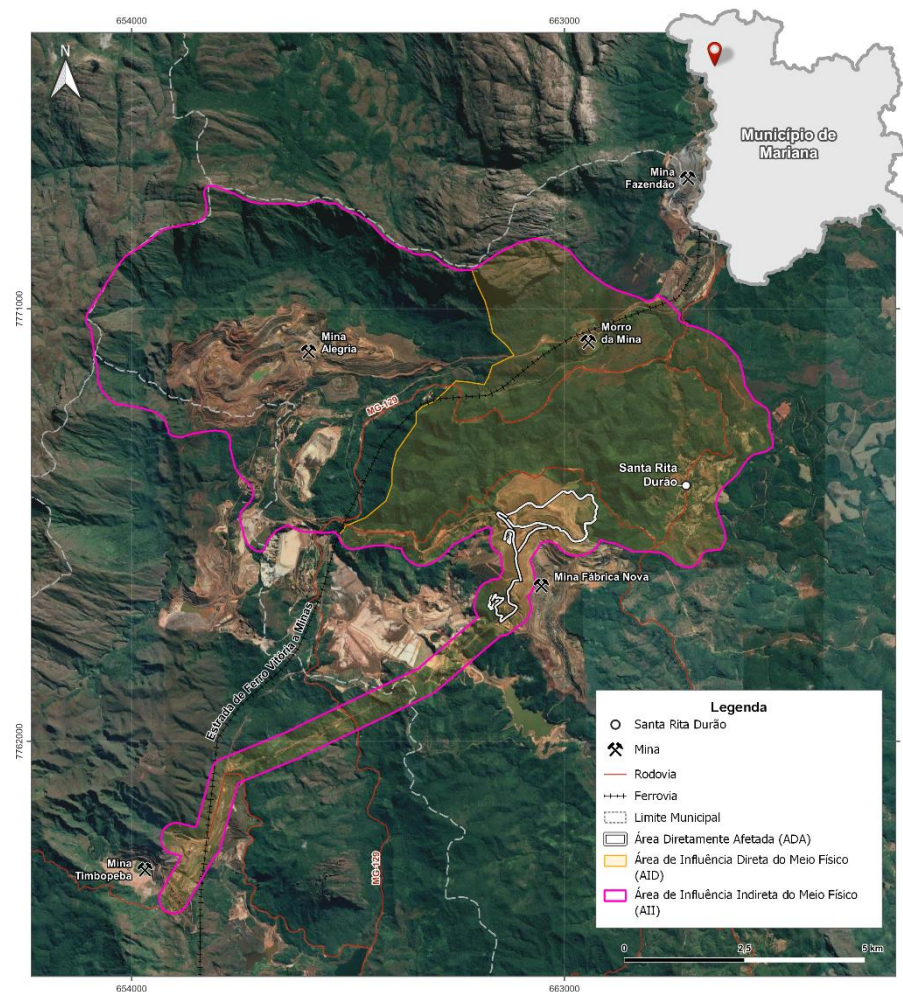 654000
663000
N
Município de
Mariana
Mina
Fazendão
7771000
Mina
Alegria
Morro
da Mina
MG-129
Santa Rita
Durão
Mina Fábrica Nova
Estrada de Ferro Vitória a Minas
7762000
Mina
Timbopeba
MG-129
Legenda
Santa Rita Durão
Mina
Rodovia
Ferrovia
Limite Municipal
Área Diretamente Afetada (ADA)
Área de Influência Direta do Meio Físico
(AID)
Área de Influência Indireta do Meio Físico
(AII)
0 2,5 5 km
654000
663000